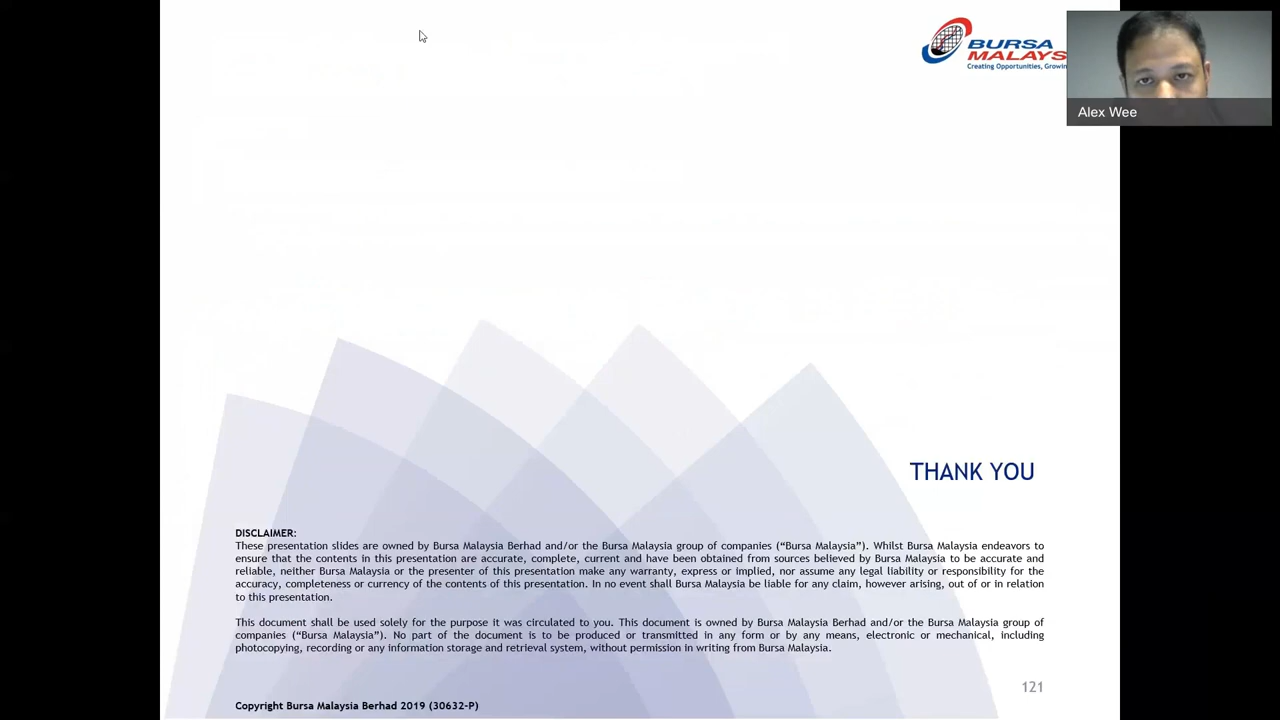 BURSA
MALAYS
Creating Opportunities, Growin
Alex Wee
THANK YOU
DISCLAIMER:
These presentation slides are owned by Bursa Malaysia Berhad and/or the Bursa Malaysia group of companies (“Bursa Malaysia”). Whilst Bursa Malaysia endeavors to
ensure that the contents in this presentation are accurate, complete, current and have been obtained from sources believed by Bursa Malaysia to be accurate and
reliable, neither Bursa Malaysia or the presenter of this presentation make any warranty, express or implied, nor assume any legal liability or responsibility for the
accuracy, completeness or currency of the contents of this presentation. In no event shall Bursa Malaysia be liable for any claim, however arising, out of or in relation
to this presentation.
This document shall be used solely for the purpose it was circulated to you. This document is owned by Bursa Malaysia Berhad and/or the Bursa Malaysia group of
companies (“Bursa Malaysia”). No part of the document is to be produced or transmitted in any form or by any means, electronic or mechanical, including
photocopying, recording or any information storage and retrieval system, without permission in writing from Bursa Malaysia.
121
Copyright Bursa Malaysia Berhad 2019 (30632-P)